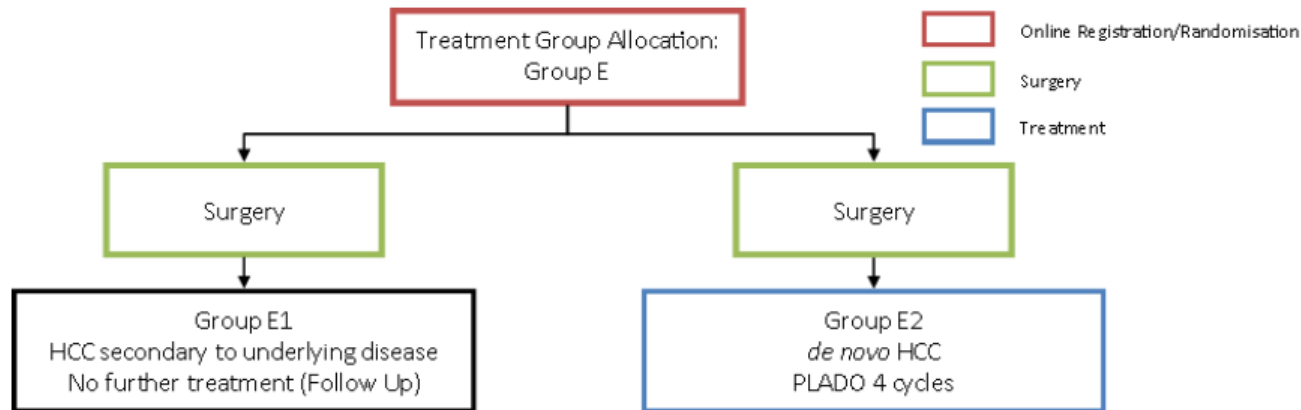 Treatment Group Allocation:
Group E
Online Registration/Randomisation
Surgery
Treatment
Surgery
Surgery
Group E1
HCC secondary to underlying disease
No further treatment (Follow Up)
Group E2
de novo HCC
PLADO 4 cycles